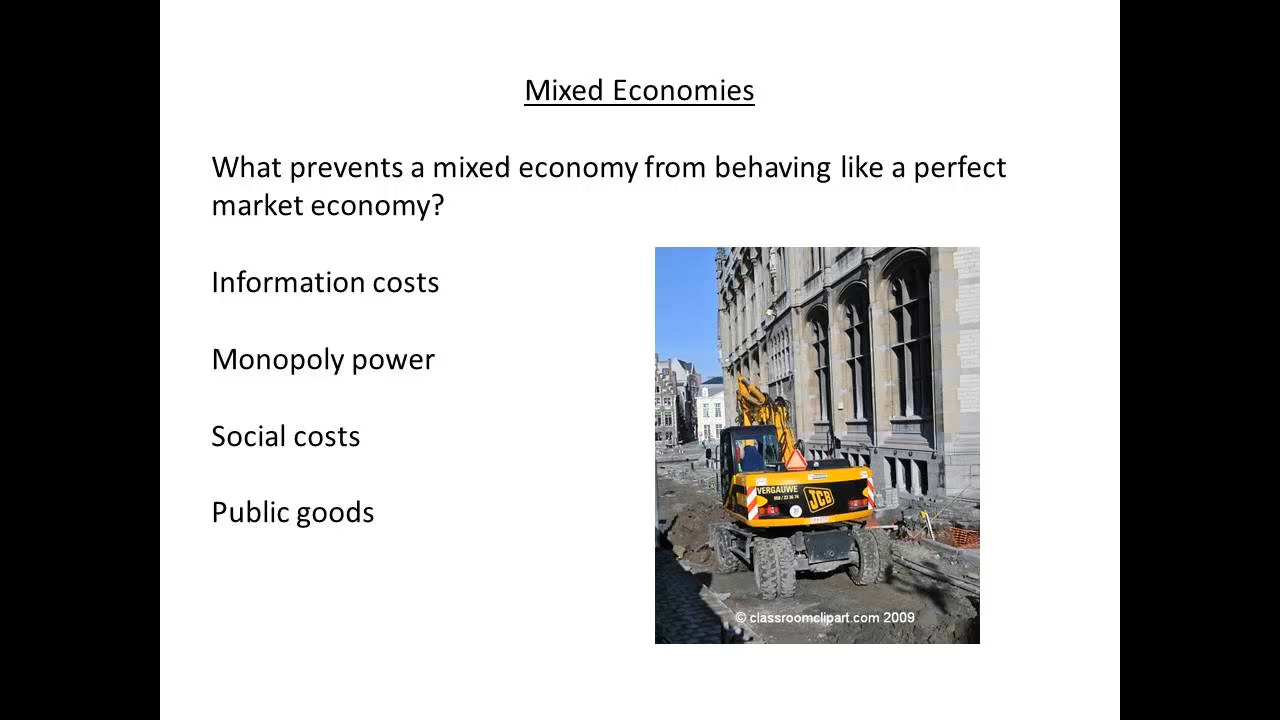 Mixed Economies
What prevents a mixed economy from behaving like a perfect
market economy?
Information costs
Monopoly power
Social costs
Public goods
VERGAUWE
JCB
© classroomclipart.com 2009